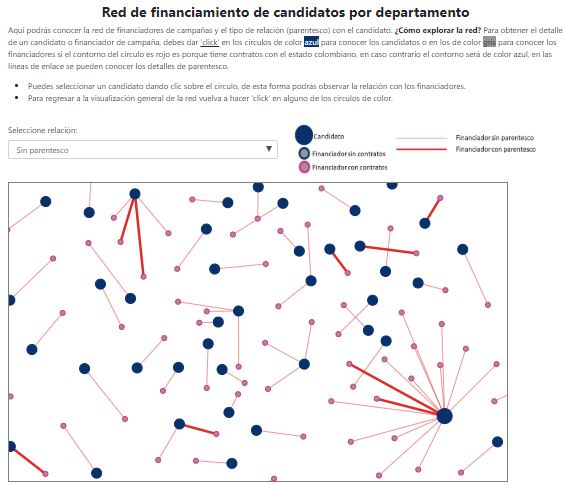 Red de financiamiento de candidatos por departamento
Aquí podrás conocer la red de financiadores de campañas y el tipo de relación (parentesco) con el candidato. ¿Cómo explorar la red? Para obtener el detalle
de un candidato o financiador de campaña, debes dar 'click' en los círculos de color azul para conocer los candidatos o en los de color gris para conocer los
financiadores si el contorno del círculo es rojo es porque tiene contratos con el estado colombiano, en caso contrario el contorno será de color azul, en las
líneas de enlace se pueden conocer los detalles de parentesco.
Puedes seleccionar un candidato dando clic sobre el círculo, de esta forma podrás observar la relación con los financiadores.
Para regresar a la visualización general de la red vuelva a hacer 'click' en alguno de los círculos de color.
Seleccione relación:
Sin parentesco
Candidato
Financiador sin contratos
Financiador con contratos
Financiador sin parentesco
Financiador con parentesco